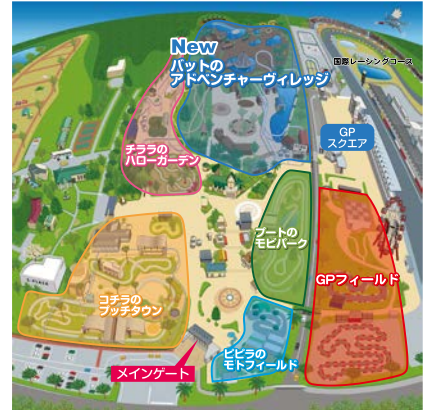 New
バットの
アドベンチャーヴィレッジ
国際レーシングコース
GP
スクエア
チララの
ハローガーデン
ブートの
モビパーク
GPフィールド
コチラの
プッチタウン
ピピラの
モトフィールド
メインゲート